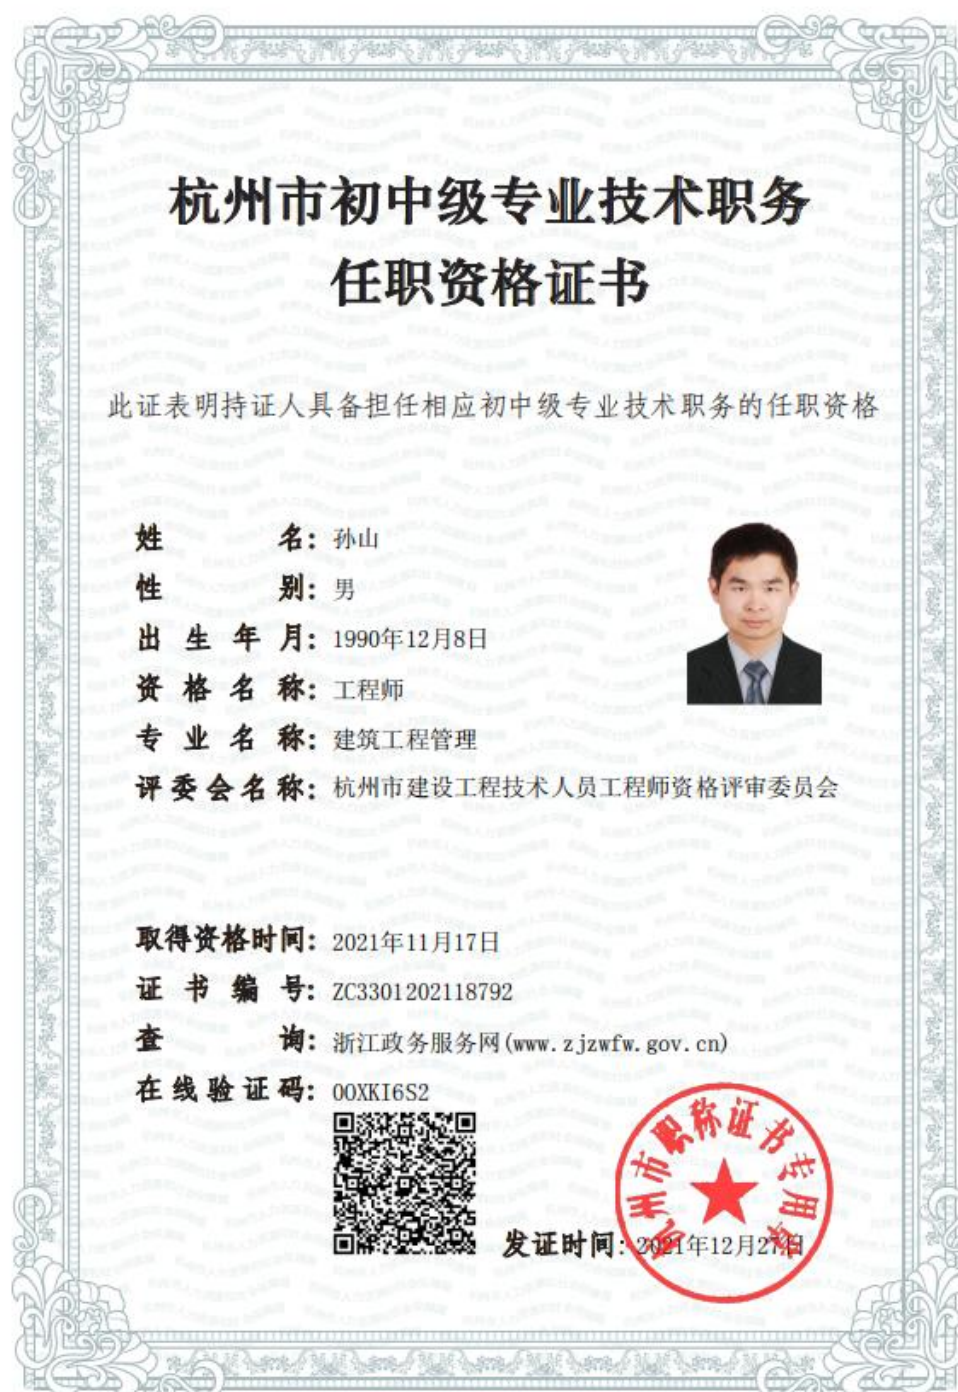 杭州市初中级专业技术职务
任职资格证书
此证表明持证人具备担任相应初中级专业技术职务的任职资格
姓名：孙山
性别：男
出生年月：1990年12月8日
资格名称：工程师
专业名称：建筑工程管理
评委会名称：杭州市建设工程技术人员工程师资格评审委员会
取得资格时间：2021年11月17日
证书编号：ZC3301202118792
查询：浙江政务服务网(www.zjzwfw.gov.cn)
在线验证码：00XKI6S2
杭州市职称证书专用章
发证时间：2021年12月27日